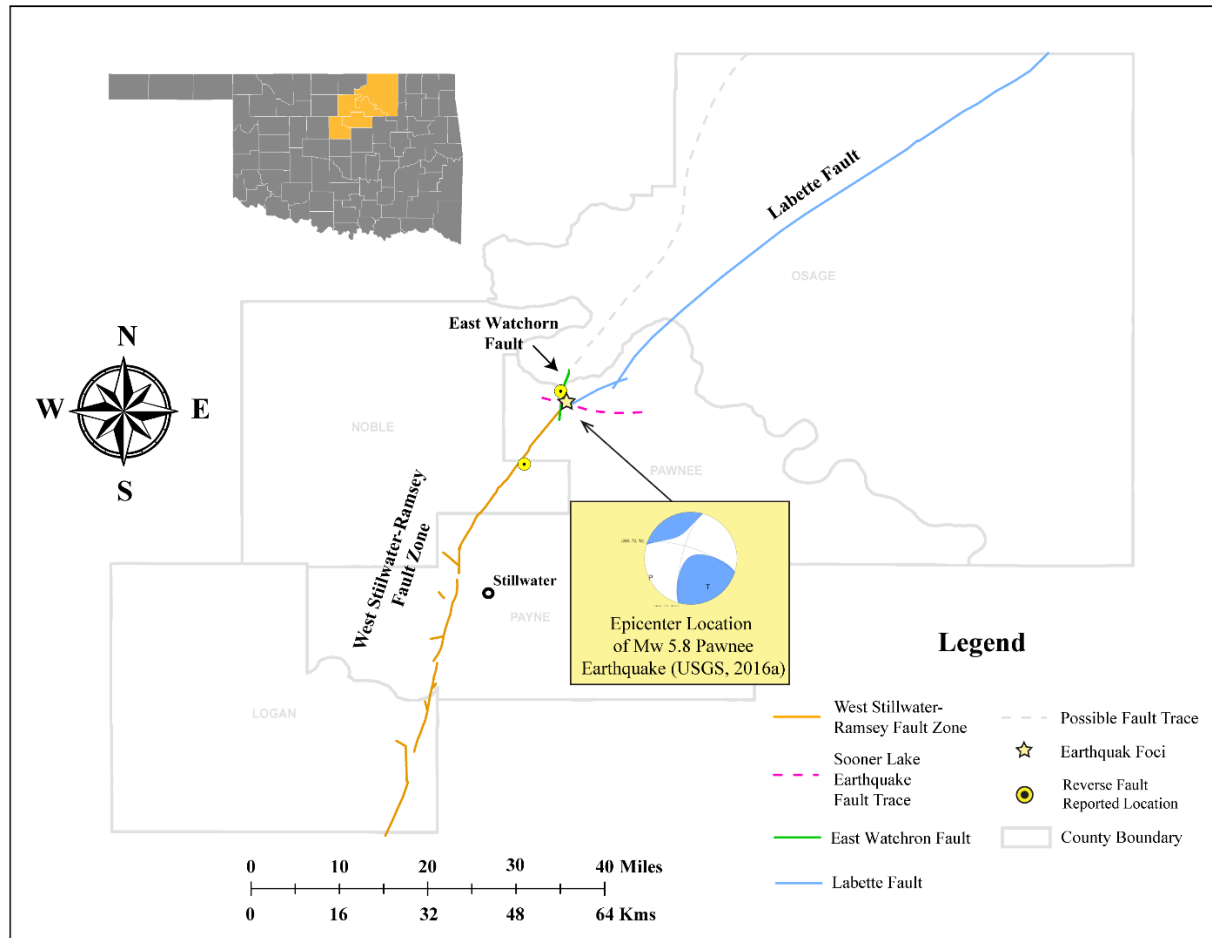 Labette Fault
OSAGE
East Watchorn
Fault
N
W
E
S
NOBLE
PAWNEE
West Stiilwater-Ramsey
Fault Zone
Stillwater
PAYNE
P
T
Epicenter Location
of Mw 5.8 Pawnee
Earthquake (USGS, 2016a)
LOGAN
Legend
West Stillwater-
Ramsey Fault Zone
Sooner Lake
Earthquake
Fault Trace
East Watchron Fault
Labette Fault
Possible Fault Trace
Earthquak Foci
Reverse Fault
Reported Location
County Boundary
0 10 20 30 40 Miles
0 16 32 48 64 Kms